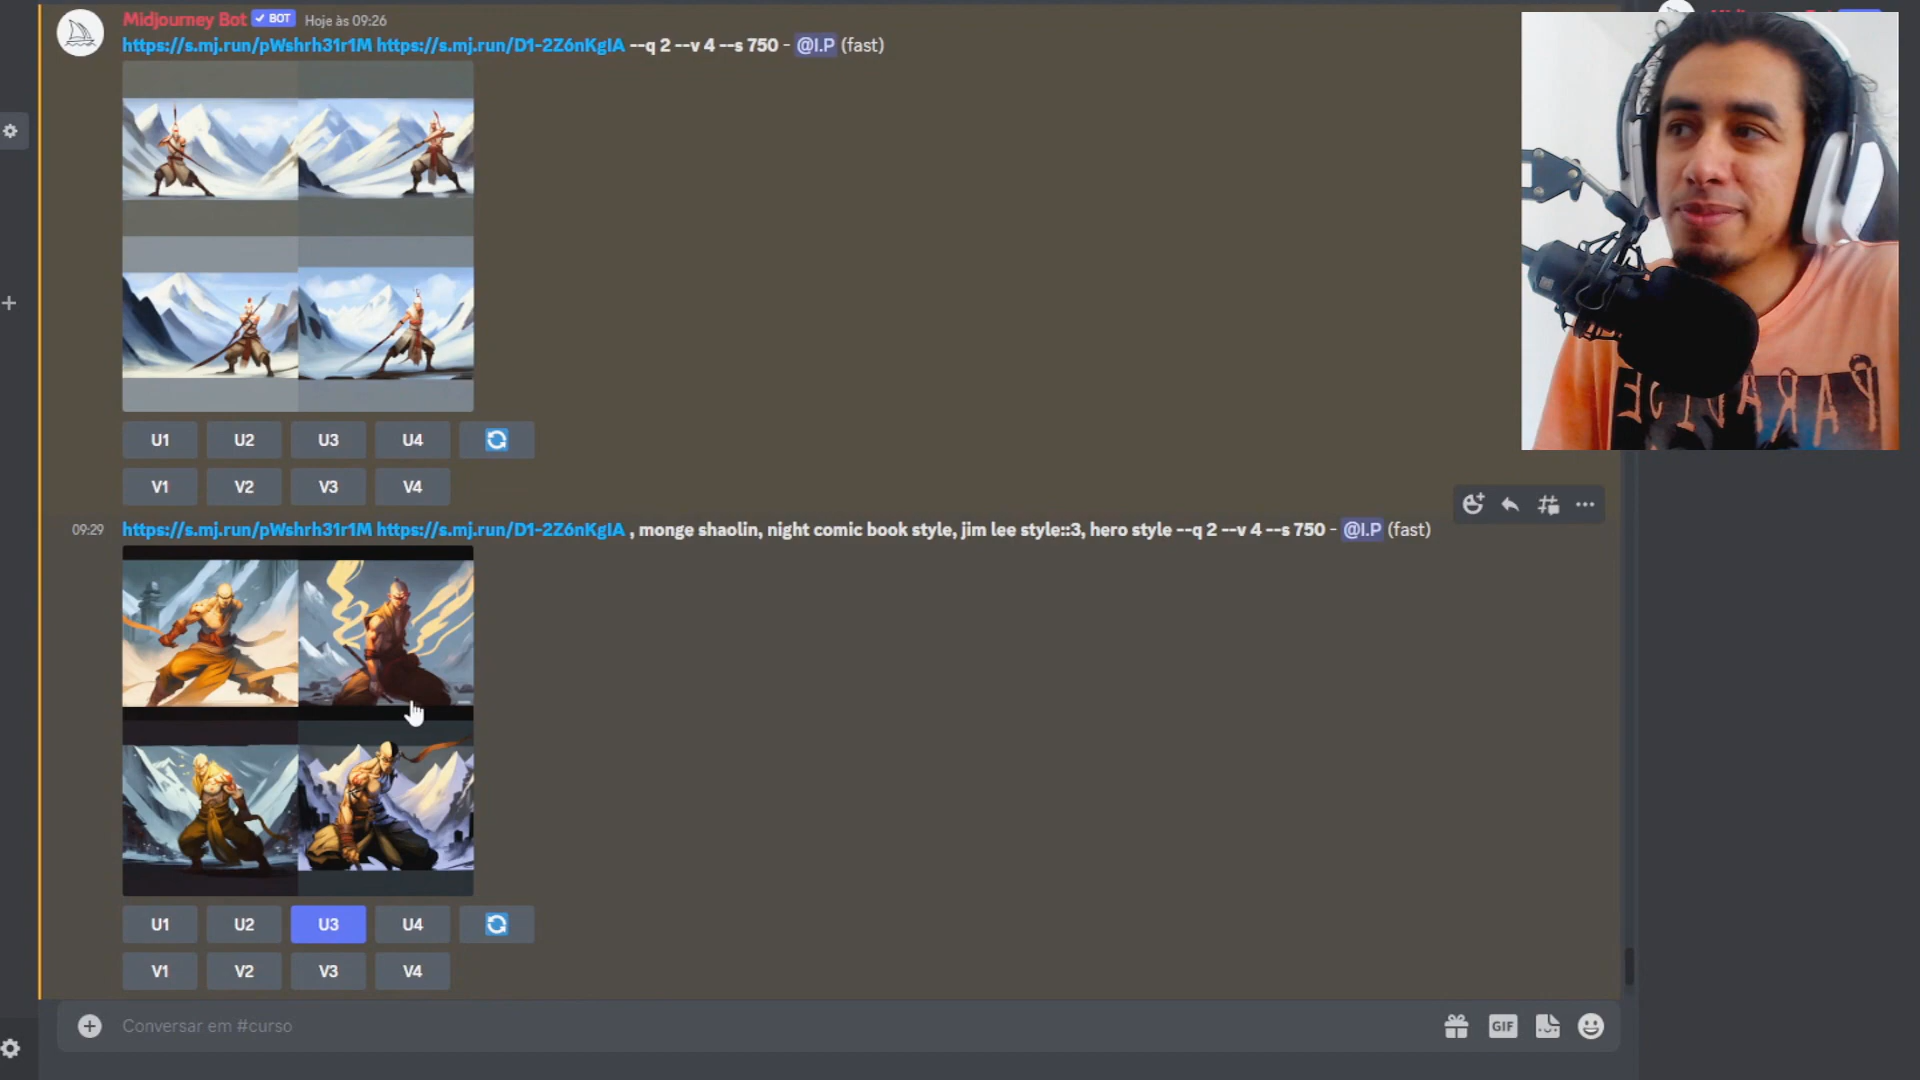 Midjourney Bot ✓ BOT Hoje às 09:26
https://s.mj.run/pWshrh31r1M https://s.mj.run/D1-2Z6nKgIA --q 2 --v 4 --s 750 - @I.P (fast)
U1 U2 U3 U4
V1 V2 V3 V4
09:29 https://s.mj.run/pWshrh31r1M https://s.mj.run/D1-2Z6nKgIA , monge shaolin, night comic book style, jim lee style::3, hero style --q 2 --v 4 --s 750 - @I.P (fast)
U1 U2 U3 U4
V1 V2 V3 V4
Conversar em #curso
GIF
PARADISE